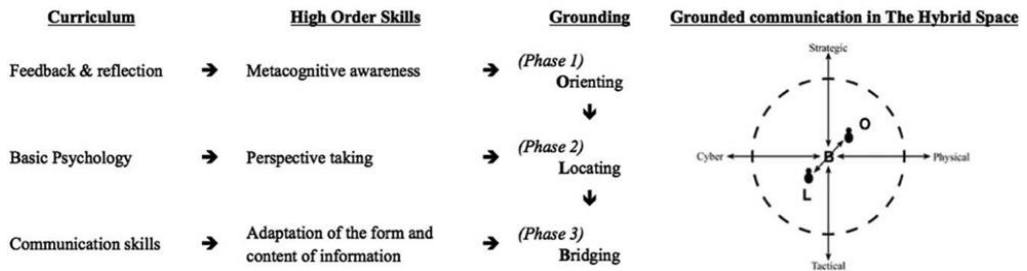 Curriculum High Order Skills Grounding Grounded communication in The Hybrid Space
Feedback & reflection ➔ Metacognitive awareness ➔ (Phase 1)
Orienting
🡫
Basic Psychology ➔ Perspective taking ➔ (Phase 2)
Locating
🡫
Communication skills ➔ Adaptation of the form and
content of information ➔ (Phase 3)
Bridging
Strategic
O
Cyber B Physical
L
Tactical